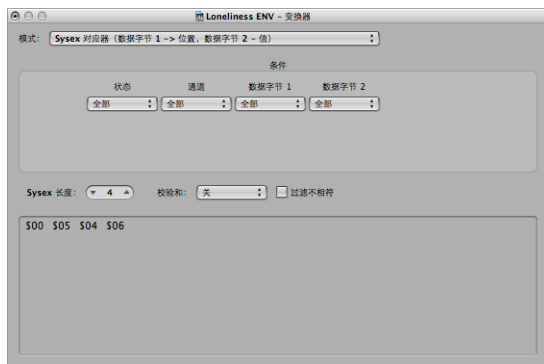 Loneliness ENV – 变换器
模式: Sysex 对应器（数据字节 1 -> 位置，数据字节 2 – 值）
条件
状态 通道 数据字节 1 数据字节 2
全部 全部 全部 全部
Sysex 长度: 4 校验和: 关 过滤不相符
$00 $05 $04 $06